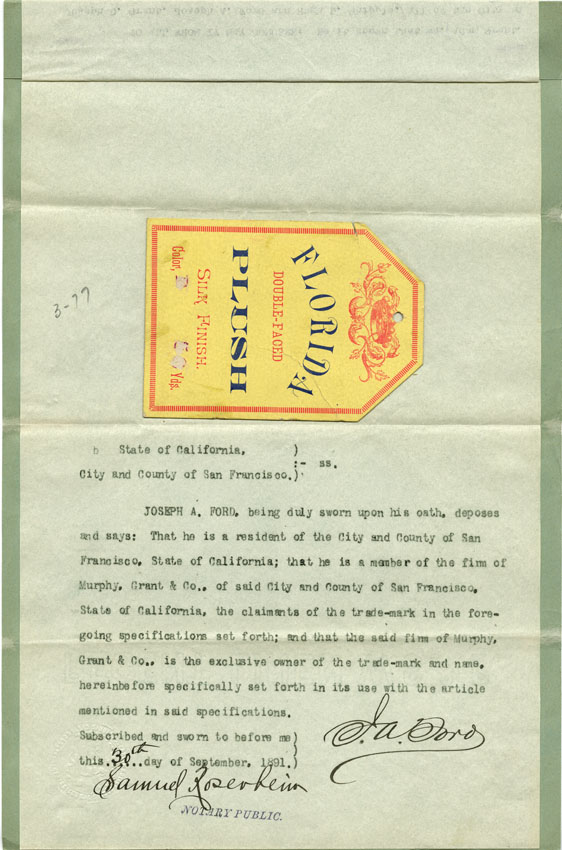 3-77
FLORIDA
DOUBLE-FACED
PLUSH
SILK FINISH.
Color, Yds.
State of California, )
:- ss.
City and County of San Francisco.)
JOSEPH A. FORD, being duly sworn upon his oath, deposes
and says: That he is a resident of the City and County of San
Francisco, State of California; that he is a member of the firm of
Murphy, Grant & Co., of said City and County of San Francisco,
State of California, the claimants of the trade-mark in the fore-
going specifications set forth; and that the said firm of Murphy,
Grant & Co., is the exclusive owner of the trade-mark and name,
hereinbefore specifically set forth in its use with the article
mentioned in said specifications.
Subscribed and sworn to before me)
this 30th day of September, 1891.)
J. A. Ford
Samuel Rosenheim
NOTARY PUBLIC.